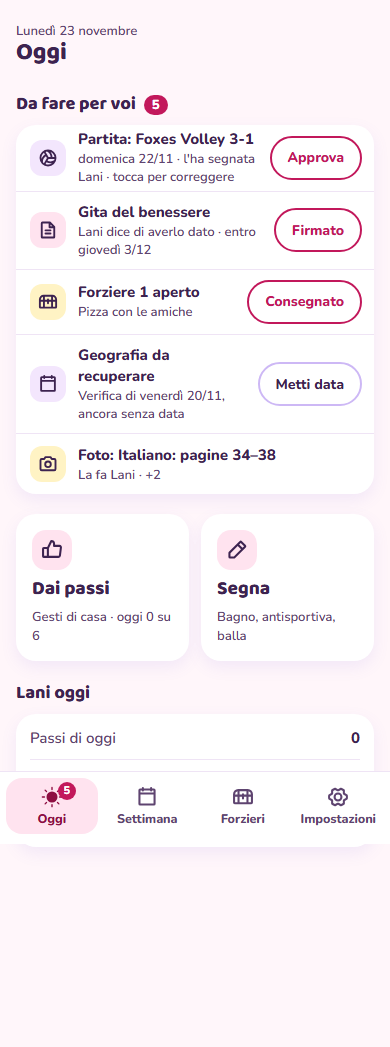 Lunedì 23 novembre
Oggi
Da fare per voi 5
Partita: Foxes Volley 3-1
domenica 22/11 · l'ha segnata
Lani · tocca per correggere
Approva
Gita del benessere
Lani dice di averlo dato · entro
giovedì 3/12
Firmato
Forziere 1 aperto
Pizza con le amiche
Consegnato
Geografia da
recuperare
Verifica di venerdì 20/11,
ancora senza data
Metti data
Foto: Italiano: pagine 34–38
La fa Lani · +2
Dai passi
Gesti di casa · oggi 0 su
6
Segna
Bagno, antisportiva,
balla
Lani oggi
Passi di oggi 0
5
Oggi Settimana Forzieri Impostazioni